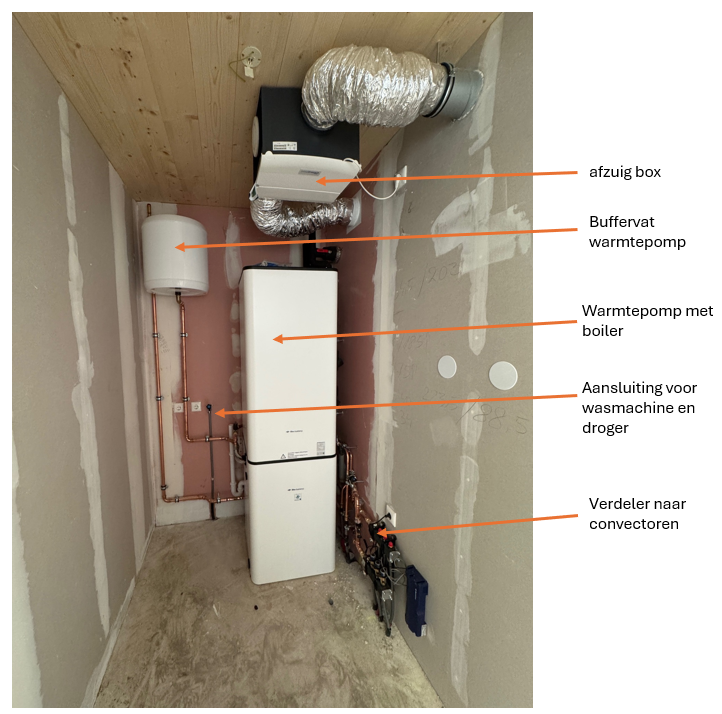 afzuig box
Buffervat
warmtepomp
Warmtepomp met
boiler
Aansluiting voor
wasmachine en
droger
Verdeler naar
convectoren